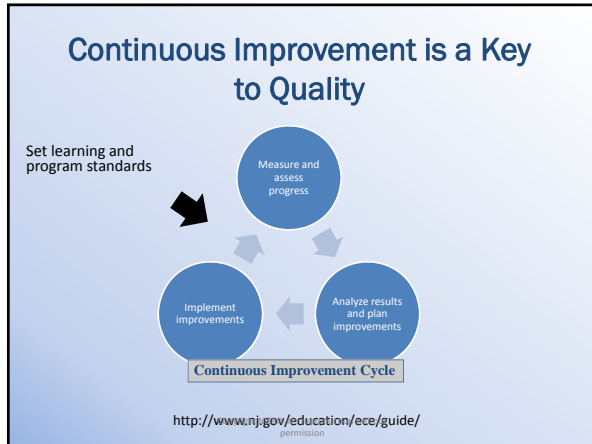 Continuous Improvement is a Key
to Quality
Set learning and
program standards
Measure and
assess
progress
Implement
improvements
Analyze results
and plan
improvements
Continuous Improvement Cycle
http://www.nj.gov/education/ece/guide/
permission